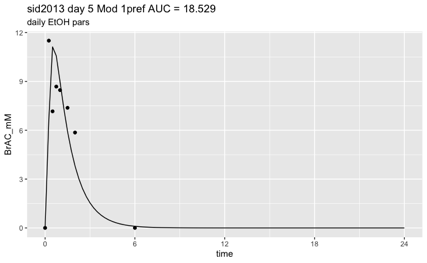 sid2013 day 5 Mod 1pref AUC = 18.529
daily EtOH pars
12
9
6
3
0
BrAC_mM
0
6
12
18
24
time